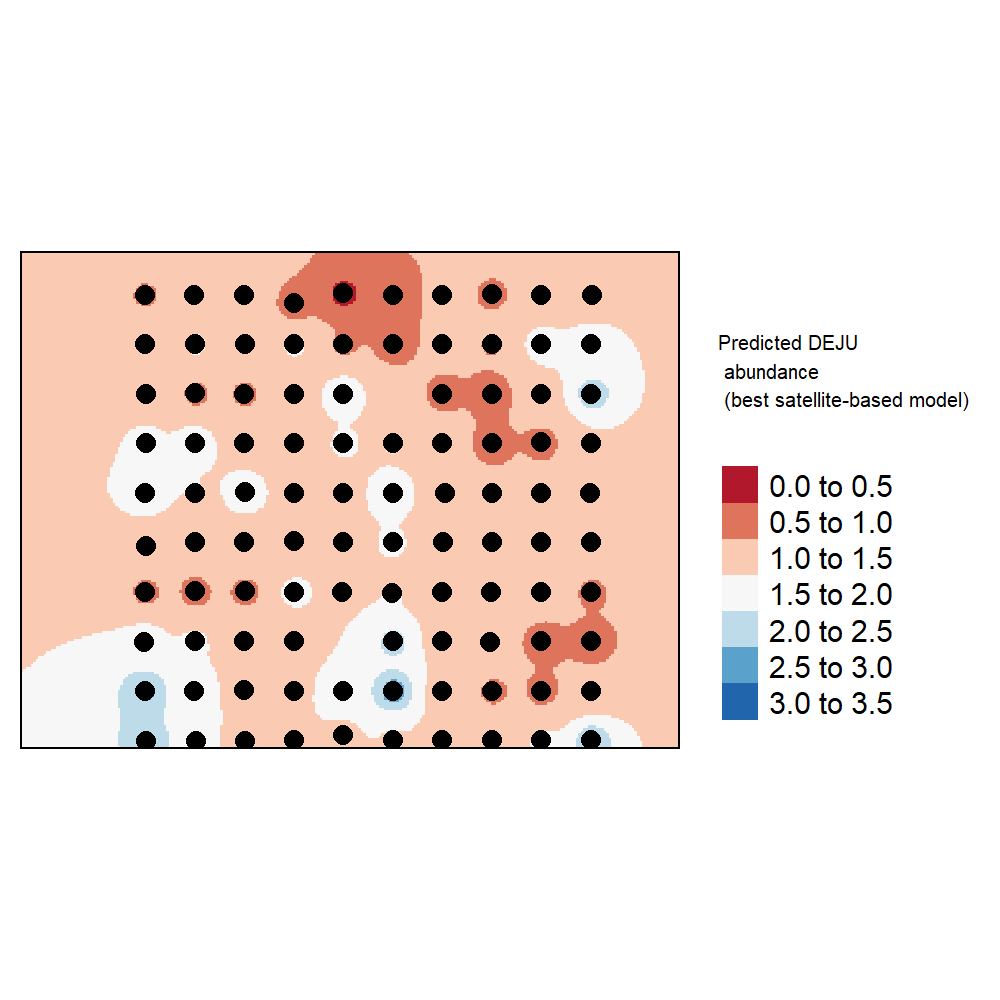 Predicted DEJU
abundance
(best satellite-based model)
0.0 to 0.5
0.5 to 1.0
1.0 to 1.5
1.5 to 2.0
2.0 to 2.5
2.5 to 3.0
3.0 to 3.5